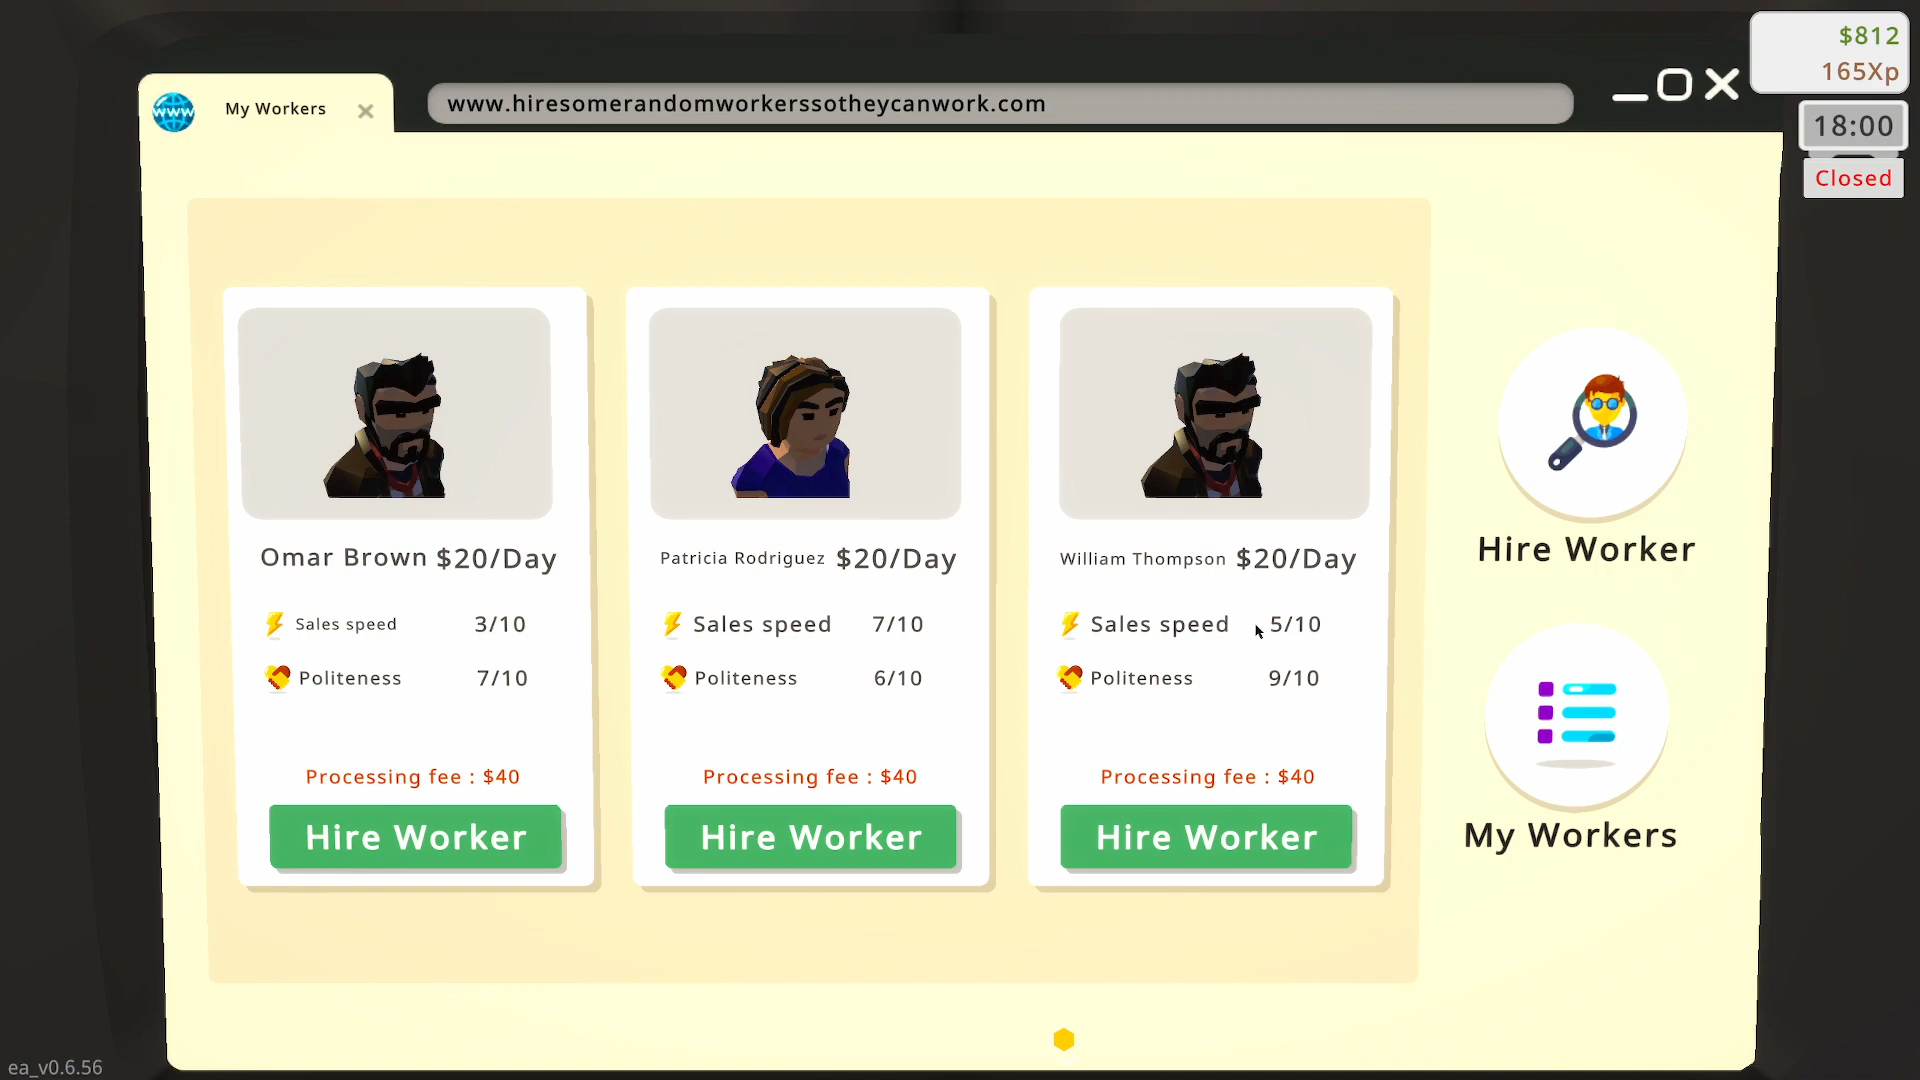 $812
165Xp
My Workers
www.hiresomerandomworkerssotheycanwork.com
18:00
Closed
Omar Brown $20/Day
Sales speed 3/10
Politeness 7/10
Processing fee : $40
Hire Worker
Patricia Rodriguez $20/Day
Sales speed 7/10
Politeness 6/10
Processing fee : $40
Hire Worker
William Thompson $20/Day
Sales speed 5/10
Politeness 9/10
Processing fee : $40
Hire Worker
Hire Worker
My Workers
ea_v0.6.56
WWW